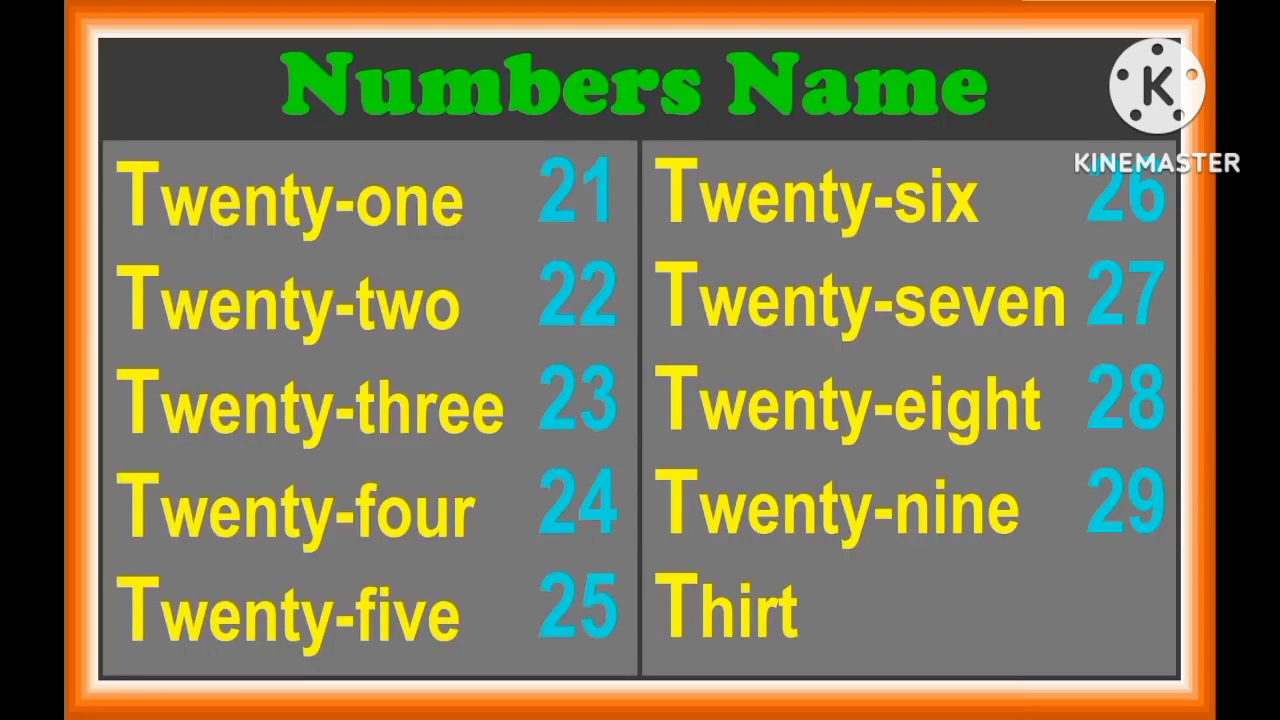 Numbers Name
K
KINEMASTER
Twenty-one 21
Twenty-two 22
Twenty-three 23
Twenty-four 24
Twenty-five 25
Twenty-six 26
Twenty-seven 27
Twenty-eight 28
Twenty-nine 29
Thirt